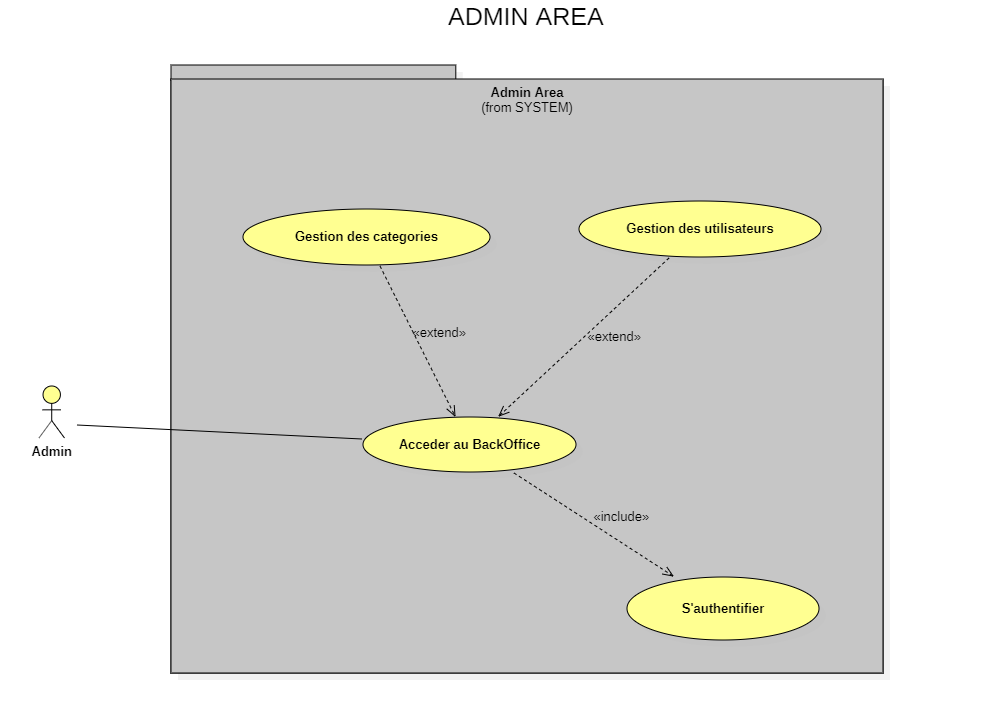 ADMIN AREA
Admin Area
(from SYSTEM)
Gestion des categories
Gestion des utilisateurs
«extend»
«extend»
Admin
Acceder au BackOffice
«include»
S'authentifier